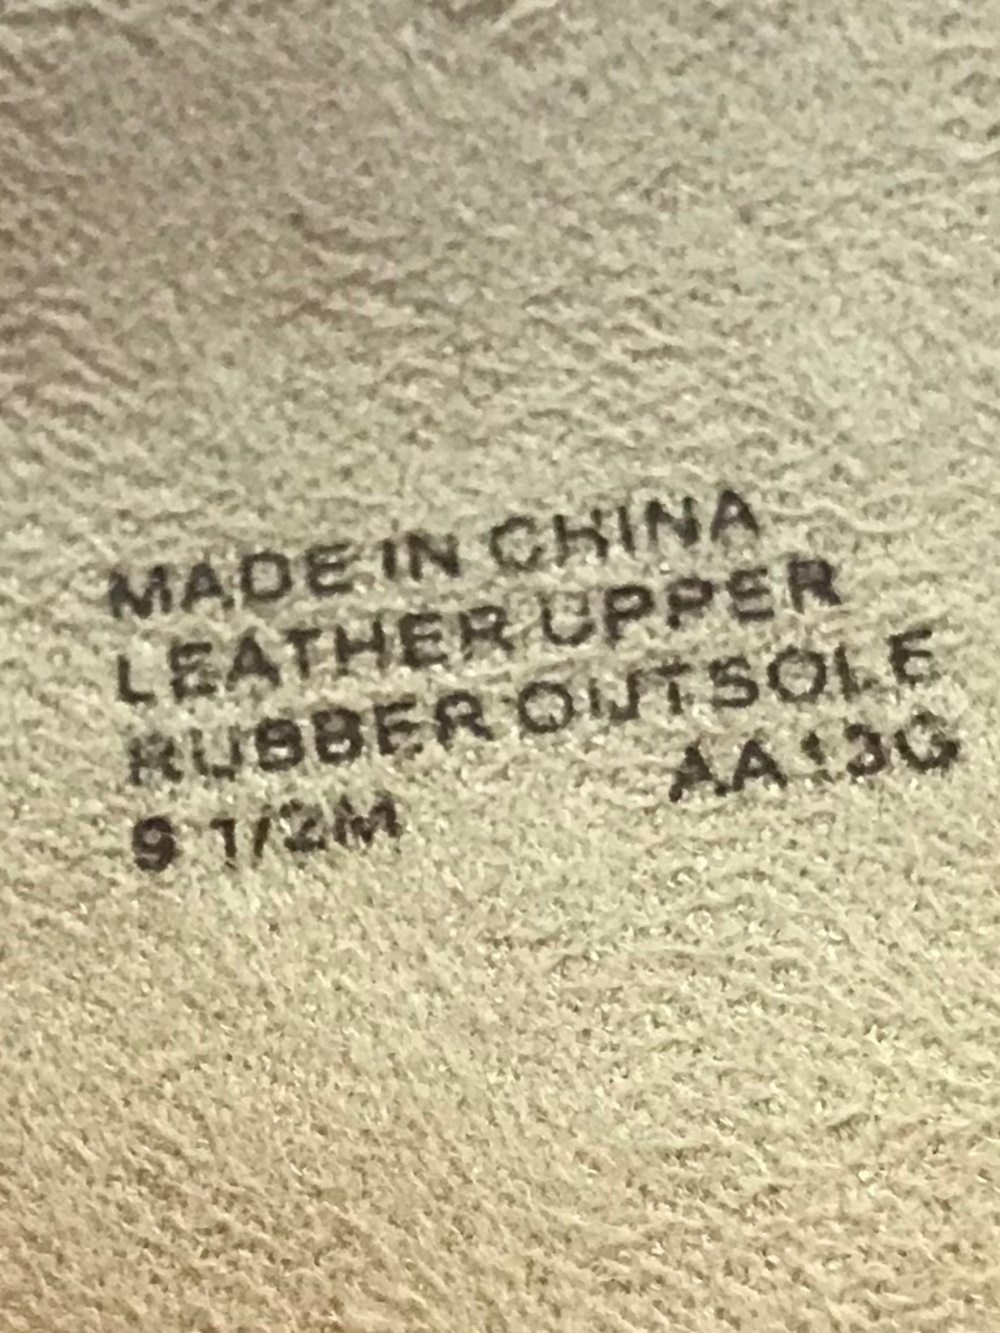 MADE IN CHINA
LEATHER UPPER
RUBBER OUTSOLE
9 1/2M AA13G